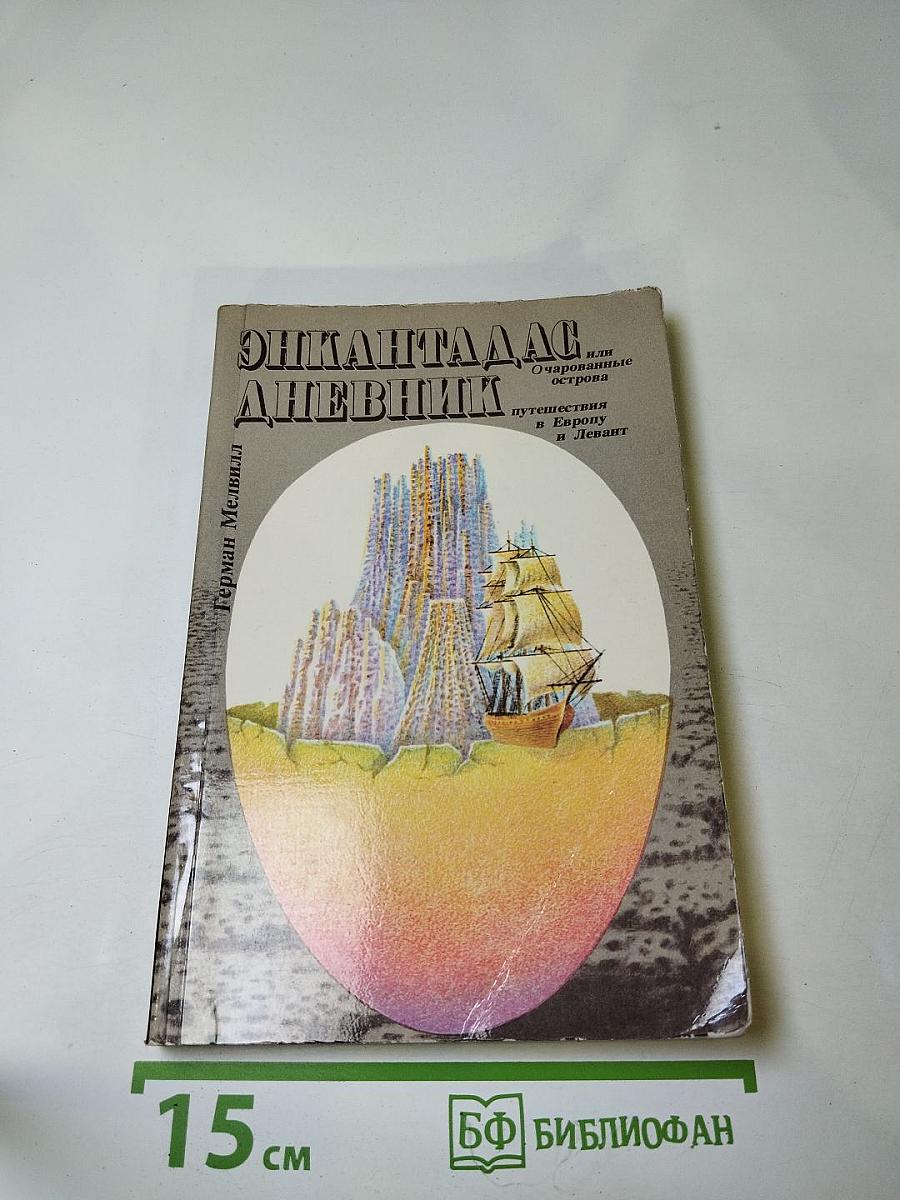 ЭНКАНТАДАС или
Очарованные
острова
ДНЕВНИК путешествия
в Европу
и Левант
Герман Мелвилл
15 см
БФ БИБЛИОФАН